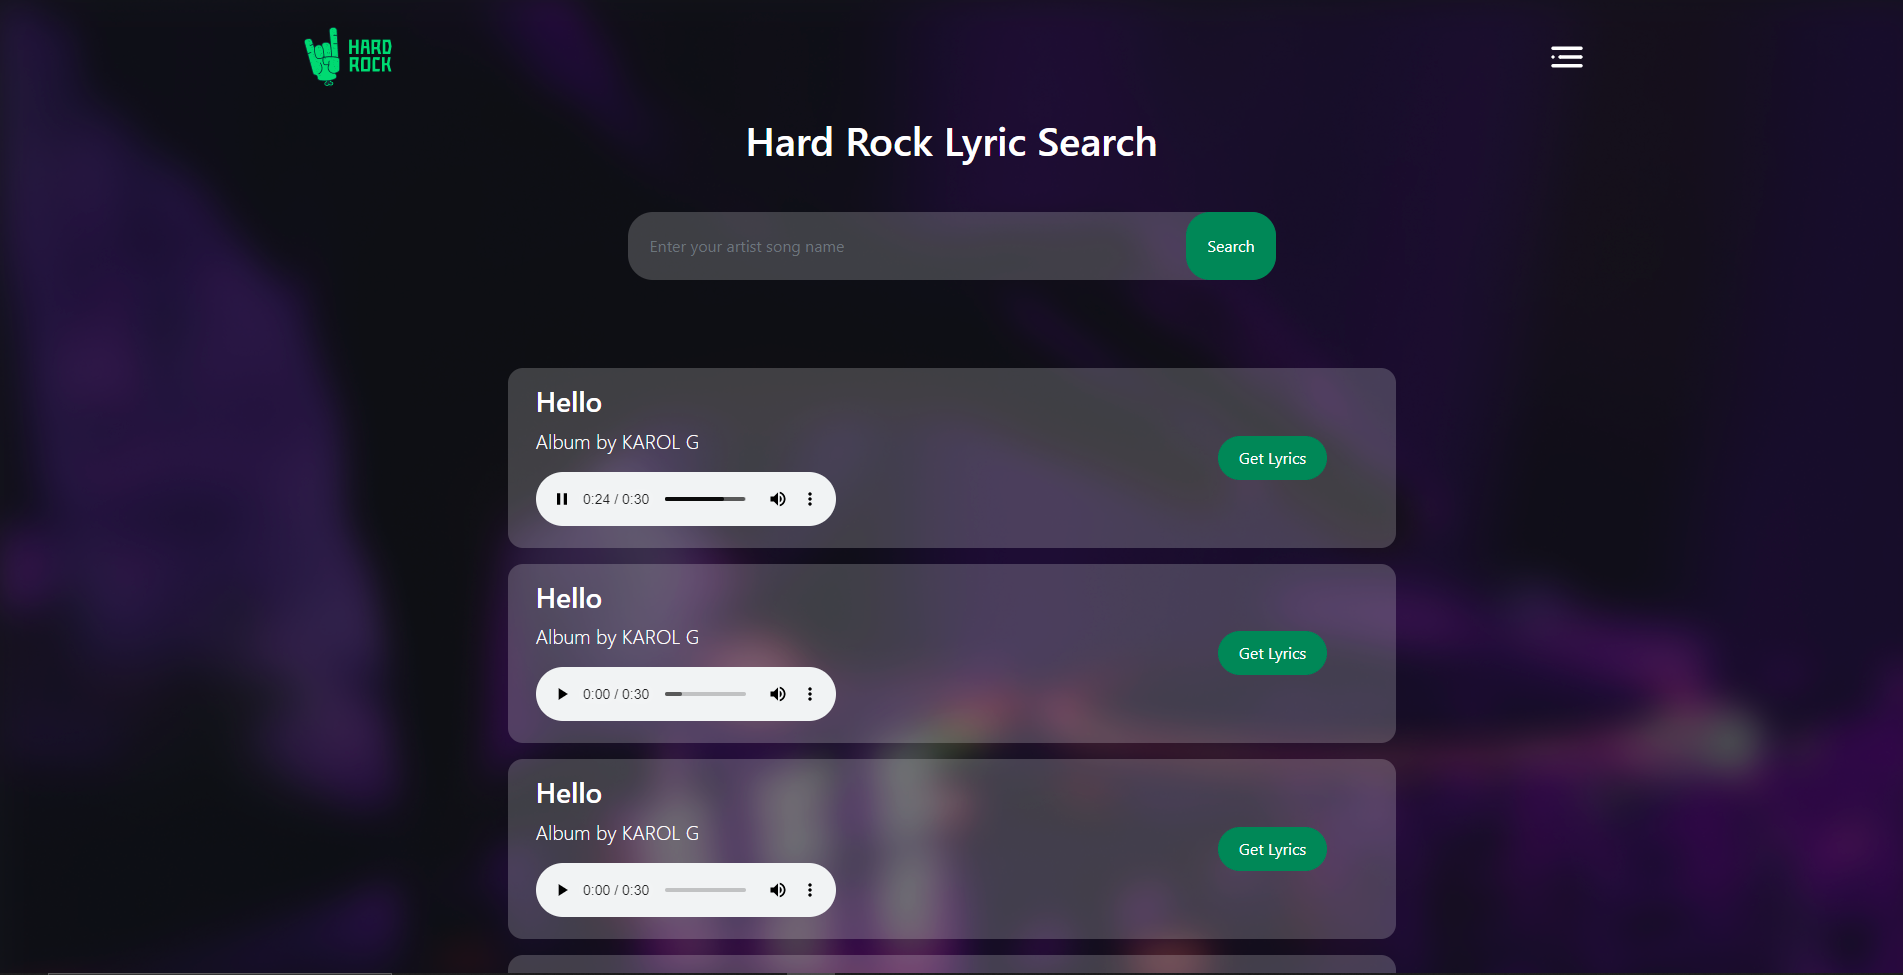 HARD
ROCK
Hard Rock Lyric Search
Enter your artist song name
Search
Hello
Album by KAROL G
0:24 / 0:30
Get Lyrics
Hello
Album by KAROL G
0:00 / 0:30
Get Lyrics
Hello
Album by KAROL G
0:00 / 0:30
Get Lyrics